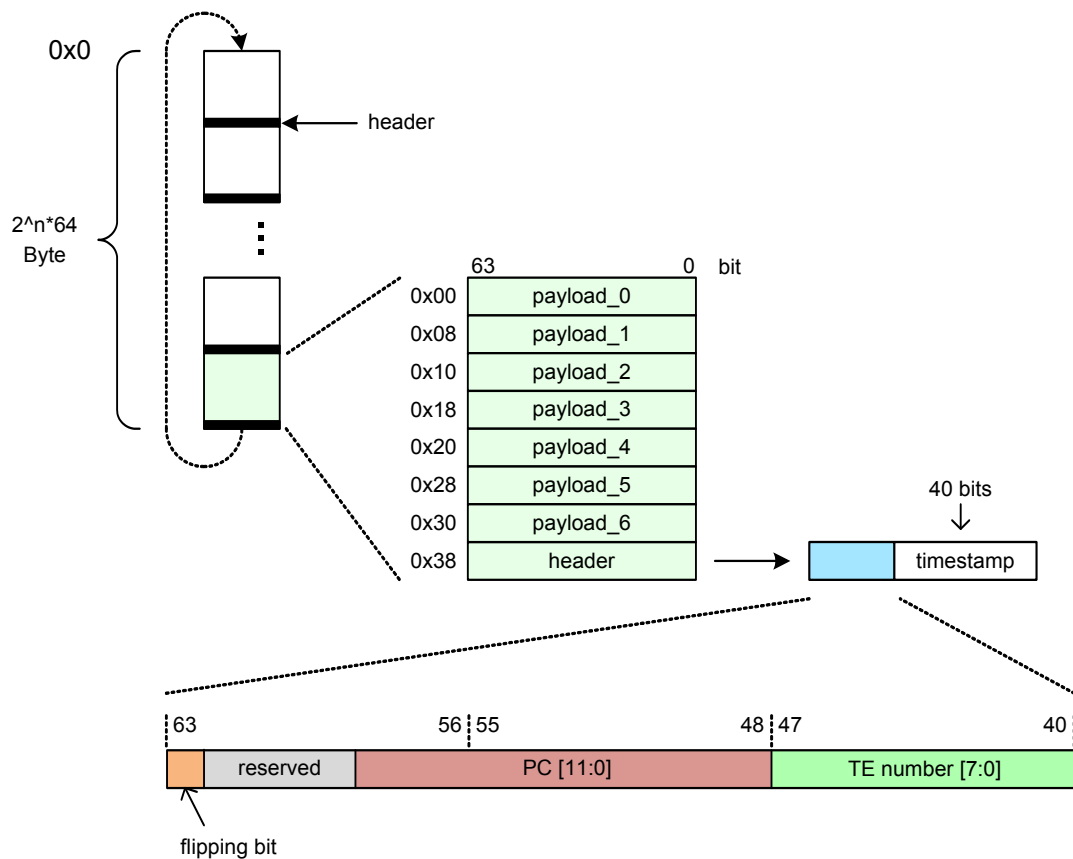 0x0
header
2^n*64
Byte
63 0 bit
0x00 payload_0
0x08 payload_1
0x10 payload_2
0x18 payload_3
0x20 payload_4
0x28 payload_5
0x30 payload_6
0x38 header
40 bits
timestamp
63 56 55 48 47 40
reserved PC [11:0] TE number [7:0]
flipping bit